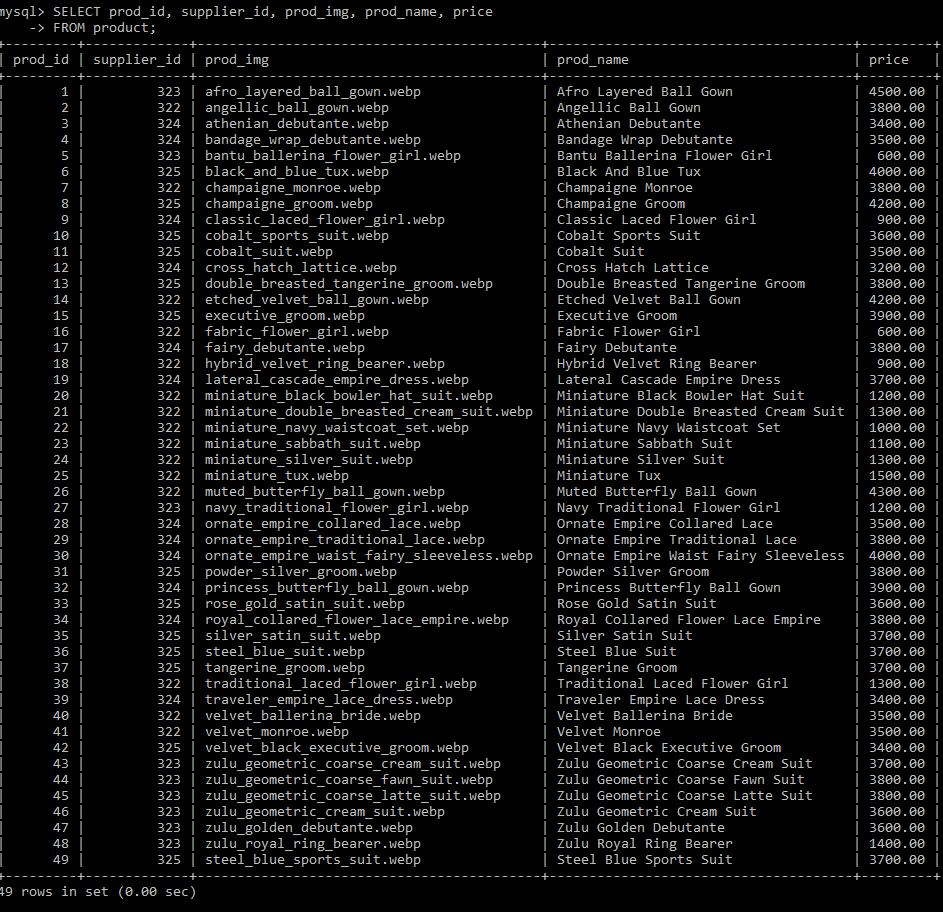 mysql> SELECT prod_id, supplier_id, prod_img, prod_name, price
    -> FROM product;
+---------+-------------+------------------------------------------+--------------------------------------+---------+
| prod_id | supplier_id | prod_img                                 | prod_name                            | price   |
+---------+-------------+------------------------------------------+--------------------------------------+---------+
|       1 |         323 | afro_layered_ball_gown.webp              | Afro Layered Ball Gown               | 4500.00 |
|       2 |         322 | angellic_ball_gown.webp                  | Angellic Ball Gown                   | 3800.00 |
|       3 |         324 | athenian_debutante.webp                  | Athenian Debutante                   | 3400.00 |
|       4 |         324 | bandage_wrap_debutante.webp              | Bandage Wrap Debutante               | 3500.00 |
|       5 |         323 | bantu_ballerina_flower_girl.webp         | Bantu Ballerina Flower Girl          |  600.00 |
|       6 |         325 | black_and_blue_tux.webp                  | Black And Blue Tux                   | 4000.00 |
|       7 |         322 | champaigne_monroe.webp                   | Champaigne Monroe                    | 3800.00 |
|       8 |         325 | champaigne_groom.webp                    | Champaigne Groom                     | 4200.00 |
|       9 |         324 | classic_laced_flower_girl.webp           | Classic Laced Flower Girl            |  900.00 |
|      10 |         325 | cobalt_sports_suit.webp                  | Cobalt Sports Suit                   | 3600.00 |
|      11 |         325 | cobalt_suit.webp                         | Cobalt Suit                          | 3500.00 |
|      12 |         324 | cross_hatch_lattice.webp                 | Cross Hatch Lattice                  | 3200.00 |
|      13 |         325 | double_breasted_tangerine_groom.webp     | Double Breasted Tangerine Groom      | 3800.00 |
|      14 |         322 | etched_velvet_ball_gown.webp             | Etched Velvet Ball Gown              | 4200.00 |
|      15 |         325 | executive_groom.webp                     | Executive Groom                      | 3900.00 |
|      16 |         322 | fabric_flower_girl.webp                  | Fabric Flower Girl                   |  600.00 |
|      17 |         324 | fairy_debutante.webp                     | Fairy Debutante                      | 3800.00 |
|      18 |         322 | hybrid_velvet_ring_bearer.webp           | Hybrid Velvet Ring Bearer            |  900.00 |
|      19 |         324 | lateral_cascade_empire_dress.webp        | Lateral Cascade Empire Dress         | 3700.00 |
|      20 |         322 | miniature_black_bowler_hat_suit.webp     | Miniature Black Bowler Hat Suit      | 1200.00 |
|      21 |         322 | miniature_double_breasted_cream_suit.webp | Miniature Double Breasted Cream Suit | 1300.00 |
|      22 |         322 | miniature_navy_waistcoat_set.webp        | Miniature Navy Waistcoat Set         | 1000.00 |
|      23 |         322 | miniature_sabbath_suit.webp              | Miniature Sabbath Suit               | 1100.00 |
|      24 |         322 | miniature_silver_suit.webp               | Miniature Silver Suit                | 1300.00 |
|      25 |         322 | miniature_tux.webp                       | Miniature Tux                        | 1500.00 |
|      26 |         322 | muted_butterfly_ball_gown.webp           | Muted Butterfly Ball Gown            | 4300.00 |
|      27 |         323 | navy_traditional_flower_girl.webp        | Navy Traditional Flower Girl         | 1200.00 |
|      28 |         324 | ornate_empire_collared_lace.webp         | Ornate Empire Collared Lace          | 3500.00 |
|      29 |         324 | ornate_empire_traditional_lace.webp      | Ornate Empire Traditional Lace       | 3800.00 |
|      30 |         324 | ornate_empire_waist_fairy_sleeveless.webp | Ornate Empire Waist Fairy Sleeveless | 4000.00 |
|      31 |         325 | powder_silver_groom.webp                 | Powder Silver Groom                  | 3800.00 |
|      32 |         324 | princess_butterfly_ball_gown.webp        | Princess Butterfly Ball Gown         | 3900.00 |
|      33 |         325 | rose_gold_satin_suit.webp                | Rose Gold Satin Suit                 | 3600.00 |
|      34 |         324 | royal_collared_flower_lace_empire.webp   | Royal Collared Flower Lace Empire    | 3800.00 |
|      35 |         325 | silver_satin_suit.webp                   | Silver Satin Suit                    | 3700.00 |
|      36 |         325 | steel_blue_suit.webp                     | Steel Blue Suit                      | 3700.00 |
|      37 |         325 | tangerine_groom.webp                     | Tangerine Groom                      | 3700.00 |
|      38 |         322 | traditional_laced_flower_girl.webp       | Traditional Laced Flower Girl        | 1300.00 |
|      39 |         324 | traveler_empire_lace_dress.webp          | Traveler Empire Lace Dress           | 3400.00 |
|      40 |         322 | velvet_ballerina_bride.webp              | Velvet Ballerina Bride               | 3500.00 |
|      41 |         322 | velvet_monroe.webp                       | Velvet Monroe                        | 3500.00 |
|      42 |         325 | velvet_black_executive_groom.webp        | Velvet Black Executive Groom         | 3400.00 |
|      43 |         323 | zulu_geometric_coarse_cream_suit.webp    | Zulu Geometric Coarse Cream Suit     | 3700.00 |
|      44 |         323 | zulu_geometric_coarse_fawn_suit.webp     | Zulu Geometric Coarse Fawn Suit      | 3800.00 |
|      45 |         323 | zulu_geometric_coarse_latte_suit.webp    | Zulu Geometric Coarse Latte Suit     | 3800.00 |
|      46 |         323 | zulu_geometric_cream_suit.webp           | Zulu Geometric Cream Suit            | 3600.00 |
|      47 |         323 | zulu_golden_debutante.webp               | Zulu Golden Debutante                | 3600.00 |
|      48 |         323 | zulu_royal_ring_bearer.webp              | Zulu Royal Ring Bearer               | 1400.00 |
|      49 |         325 | steel_blue_sports_suit.webp              | Steel Blue Sports Suit               | 3700.00 |
+---------+-------------+------------------------------------------+--------------------------------------+---------+
49 rows in set (0.00 sec)